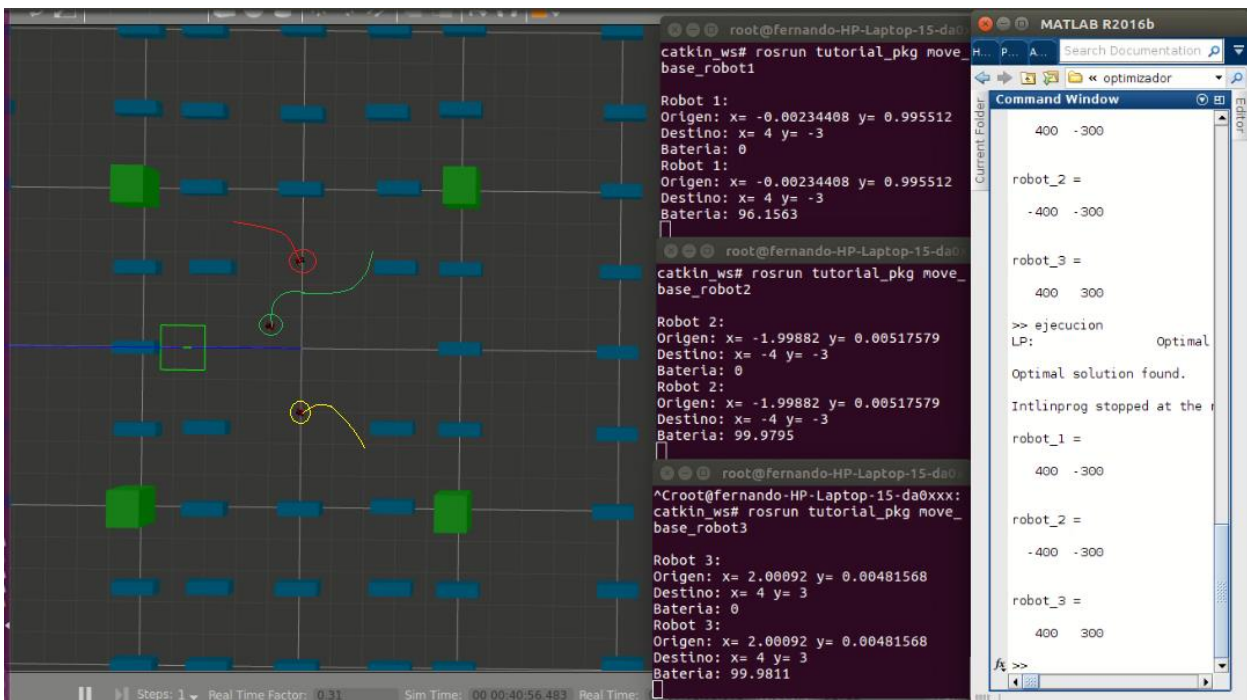 Steps: 1 Real Time Factor: 0.31 Sim Time: 00 00:40:56.483 Real Time:
root@fernando-HP-Laptop-15-da0
catkin_ws# rosrun tutorial_pkg move_
base_robot1
Robot 1:
Origen: x= -0.00234408 y= 0.995512
Destino: x= 4 y= -3
Bateria: 0
Robot 1:
Origen: x= -0.00234408 y= 0.995512
Destino: x= 4 y= -3
Bateria: 96.1563
root@fernando-HP-Laptop-15-da0
catkin_ws# rosrun tutorial_pkg move_
base_robot2
Robot 2:
Origen: x= -1.99882 y= 0.00517579
Destino: x= -4 y= -3
Bateria: 0
Robot 2:
Origen: x= -1.99882 y= 0.00517579
Destino: x= -4 y= -3
Bateria: 99.9795
root@fernando-HP-Laptop-15-da0
^Croot@fernando-HP-Laptop-15-da0xxx:
catkin_ws# rosrun tutorial_pkg move_
base_robot3
Robot 3:
Origen: x= 2.00092 y= 0.00481568
Destino: x= 4 y= 3
Bateria: 0
Robot 3:
Origen: x= 2.00092 y= 0.00481568
Destino: x= 4 y= 3
Bateria: 99.9811
MATLAB R2016b
H... P... A... Search Documentation
« optimizador
Current Folder
Command Window
Editor
400 -300
robot_2 =
-400 -300
robot_3 =
400 300
>> ejecucion
LP: Optimal
Optimal solution found.
Intlinprog stopped at the
robot_1 =
400 -300
robot_2 =
-400 -300
robot_3 =
400 300
fx >>